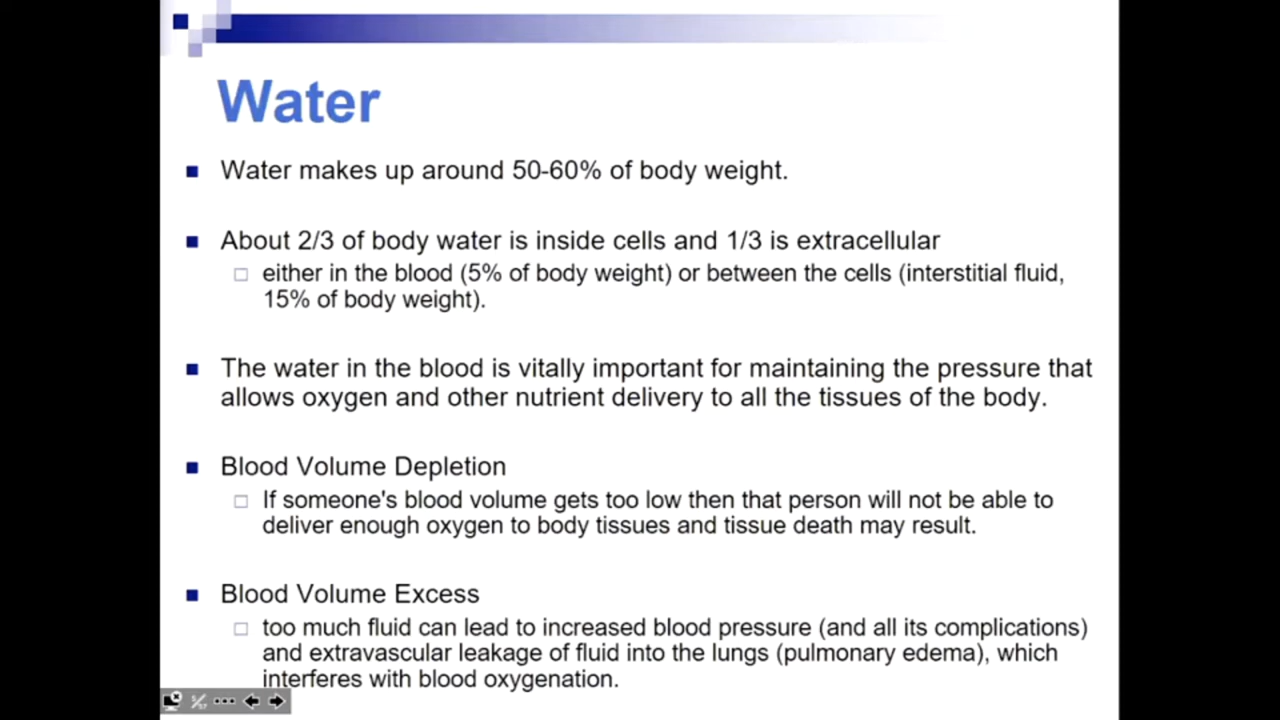 Water
Water makes up around 50-60% of body weight.
About 2/3 of body water is inside cells and 1/3 is extracellular
either in the blood (5% of body weight) or between the cells (interstitial fluid,
15% of body weight).
The water in the blood is vitally important for maintaining the pressure that
allows oxygen and other nutrient delivery to all the tissues of the body.
Blood Volume Depletion
If someone's blood volume gets too low then that person will not be able to
deliver enough oxygen to body tissues and tissue death may result.
Blood Volume Excess
too much fluid can lead to increased blood pressure (and all its complications)
and extravascular leakage of fluid into the lungs (pulmonary edema), which
interferes with blood oxygenation.